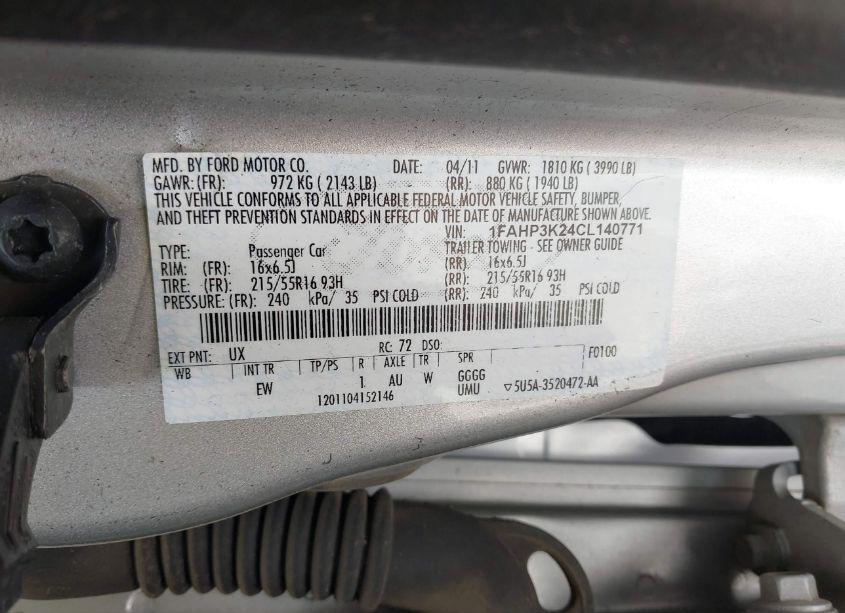 MFD. BY FORD MOTOR CO. DATE: 04/11 GVWR: 1810 KG ( 3990 LB)
GAWR: (FR): 972 KG ( 2143 LB) (RR): 880 KG ( 1940 LB)
THIS VEHICLE CONFORMS TO ALL APPLICABLE FEDERAL MOTOR VEHICLE SAFETY, BUMPER,
AND THEFT PREVENTION STANDARDS IN EFFECT ON THE DATE OF MANUFACTURE SHOWN ABOVE.
VIN: 1FAHP3K24CL140771
TYPE: Passenger Car TRAILER TOWING - SEE OWNER GUIDE
RIM: (FR): 16x6.5J (RR): 16x6.5J
TIRE: (FR): 215/55R16 93H (RR): 215/55R16 93H
PRESSURE: (FR): 240 kPa/ 35 PSI COLD (RR): 240 kPa/ 35 PSI COLD
EXT PNT: UX RC: 72 DSO: F0100
WB INT TR TP/PS R AXLE TR SPR
EW 1 AU W GGGG
1201104152146 UMU ▽5U5A-3520472-AA